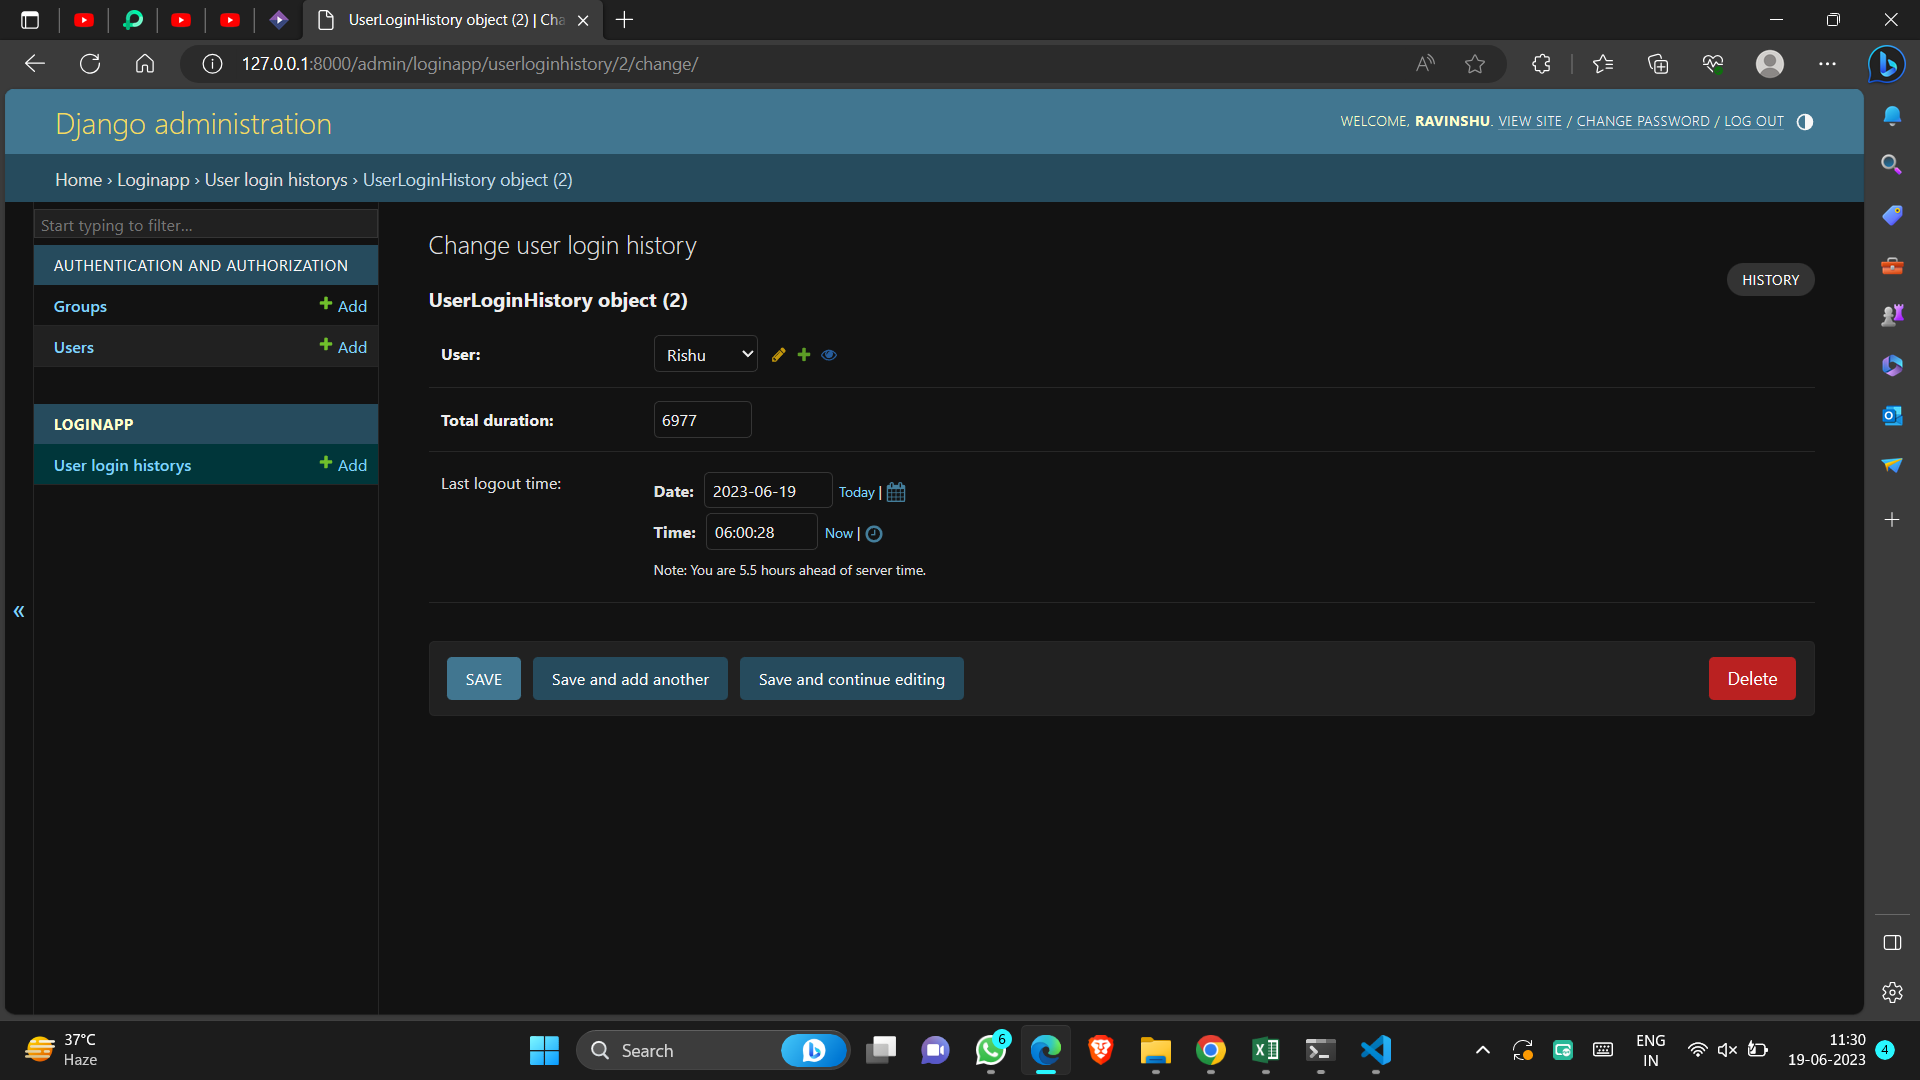 UserLoginHistory object (2) | Cha
127.0.0.1:8000/admin/loginapp/userloginhistory/2/change/
Django administration
WELCOME, RAVINSHU. VIEW SITE / CHANGE PASSWORD / LOG OUT
Home › Loginapp › User login historys › UserLoginHistory object (2)
Start typing to filter...
AUTHENTICATION AND AUTHORIZATION
Groups + Add
Users + Add
LOGINAPP
User login historys + Add
«
Change user login history
HISTORY
UserLoginHistory object (2)
User: Rishu
Total duration: 6977
Last logout time:
Date: 2023-06-19 Today |
Time: 06:00:28 Now |
Note: You are 5.5 hours ahead of server time.
SAVE Save and add another Save and continue editing Delete
37°C
Haze
Search
6
ENG
IN
11:30
19-06-2023
4